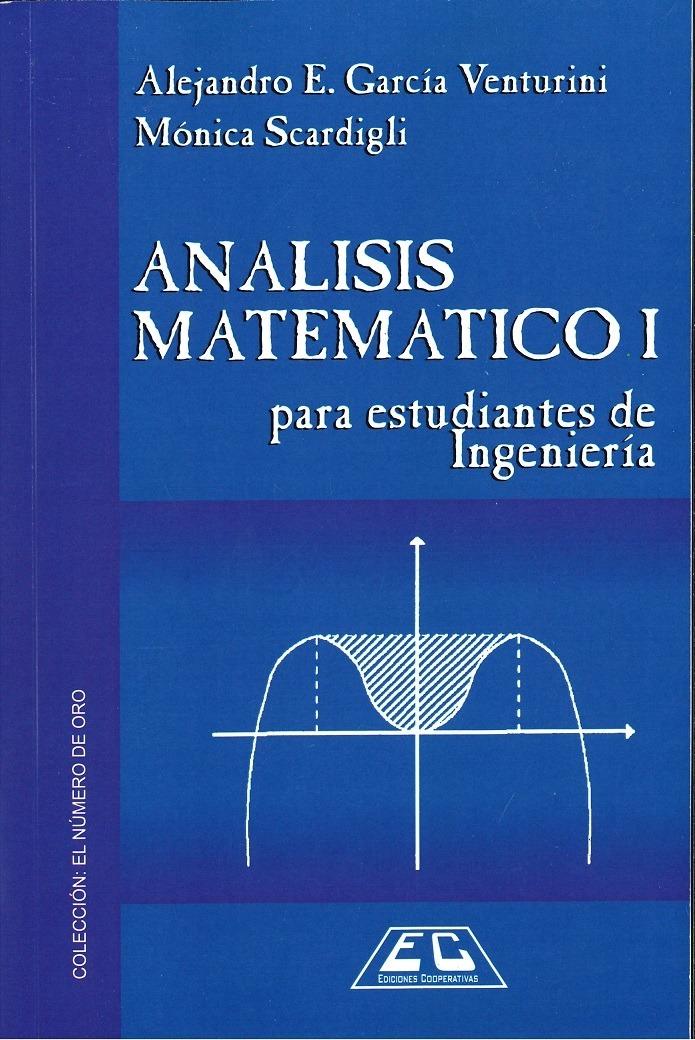 Alejandro E. García Venturini
Mónica Scardigli
ANALISIS
MATEMATICO I
para estudiantes de
Ingeniería
COLECCIÓN: EL NÚMERO DE ORO
EC
EDICIONES COOPERATIVAS